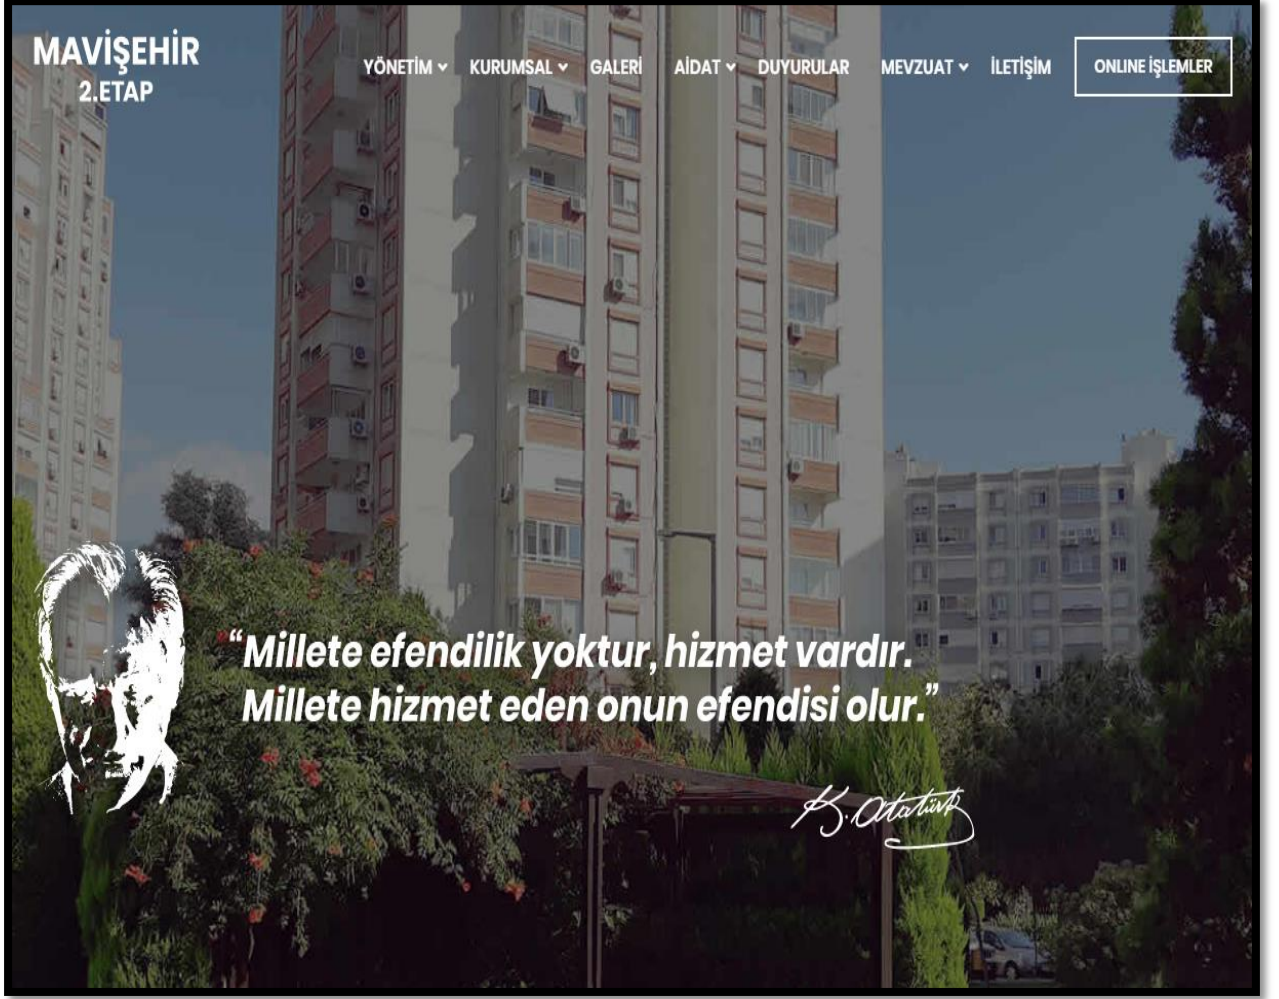 MAVİŞEHİR
2.ETAP
YÖNETİM KURUMSAL GALERİ AİDAT DUYURULAR MEVZUAT İLETİŞİM ONLINE İŞLEMLER
“Millete efendilik yoktur, hizmet vardır.
Millete hizmet eden onun efendisi olur.”
K. Atatürk